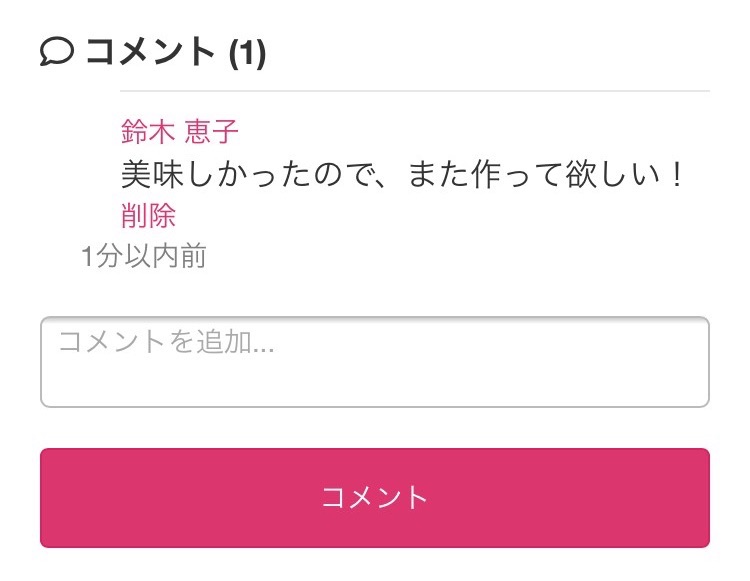 コメント (1)
鈴木 恵子
美味しかったので、また作って欲しい！
削除
1分以内前
コメントを追加...
コメント